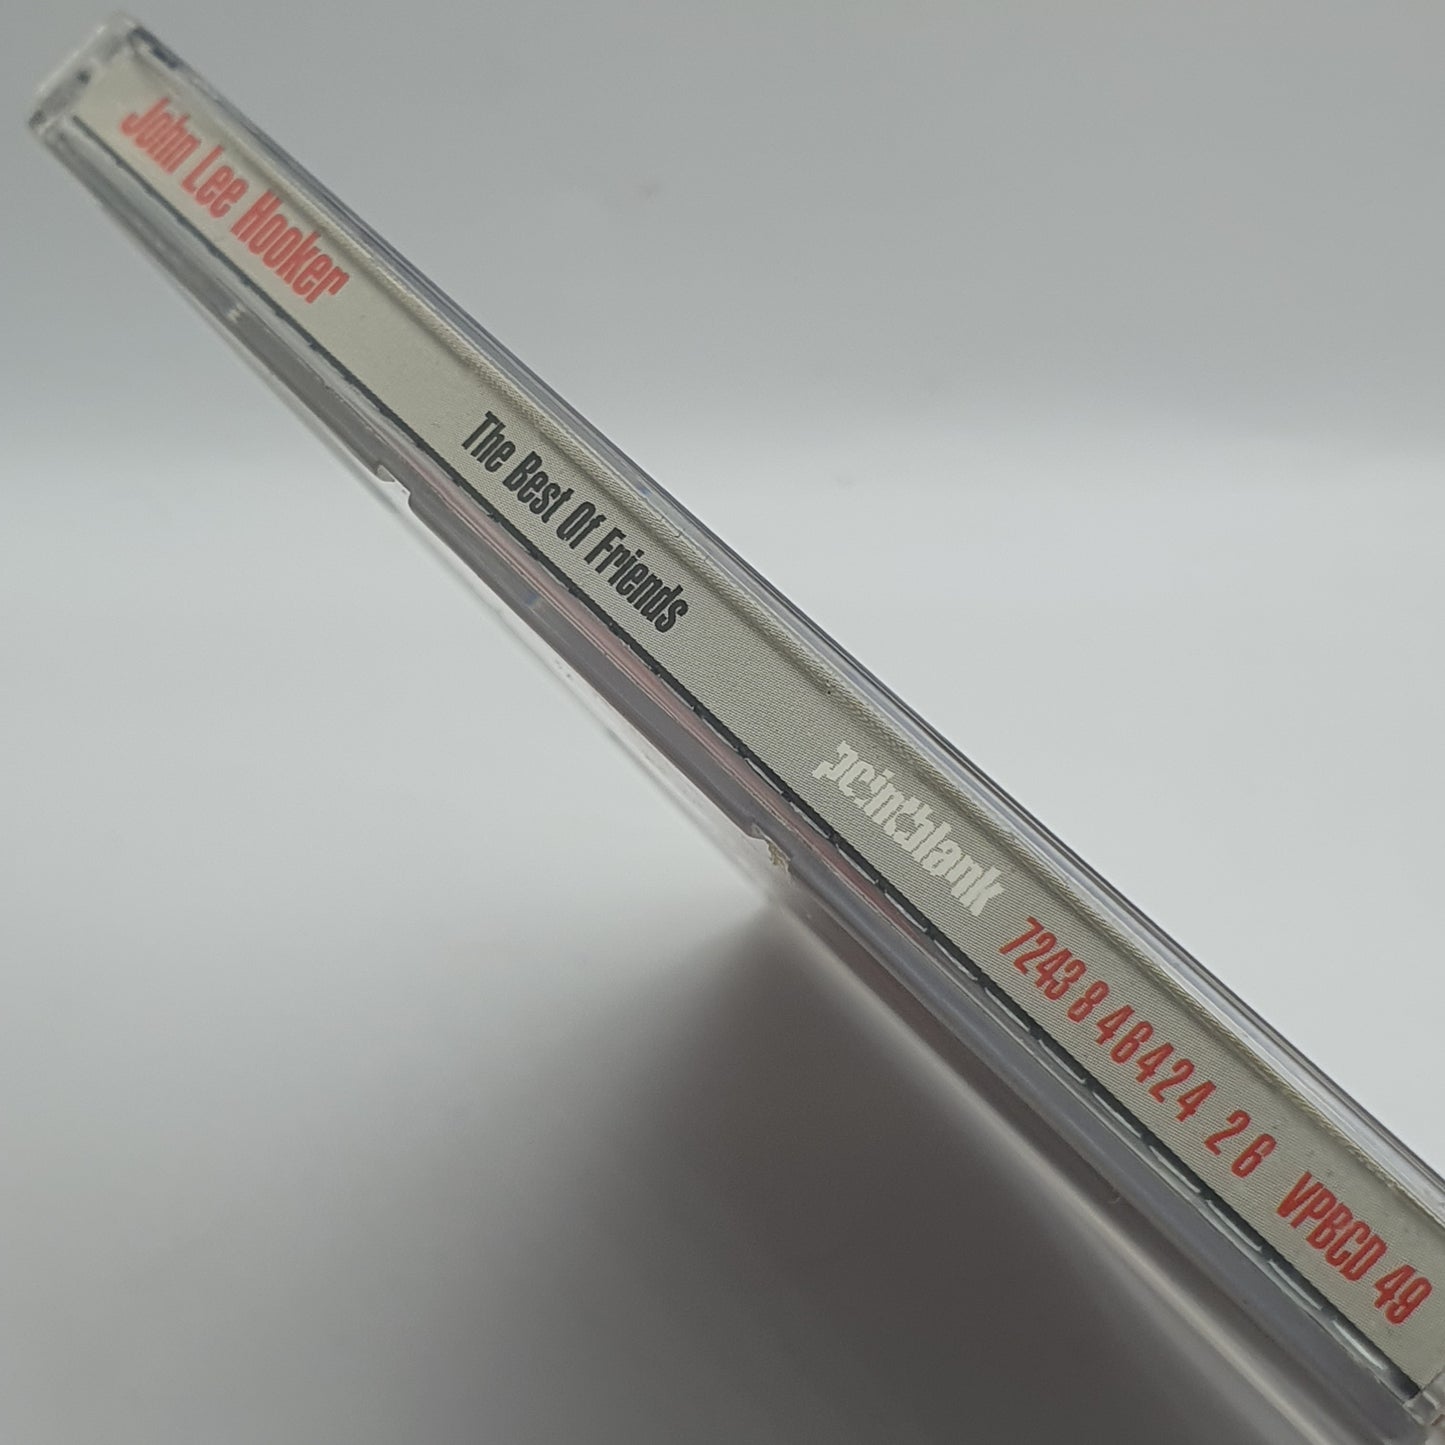 John Lee Hooker The Best Of Friends pointblank 7243 8 46424 2 6 VPBCD 49